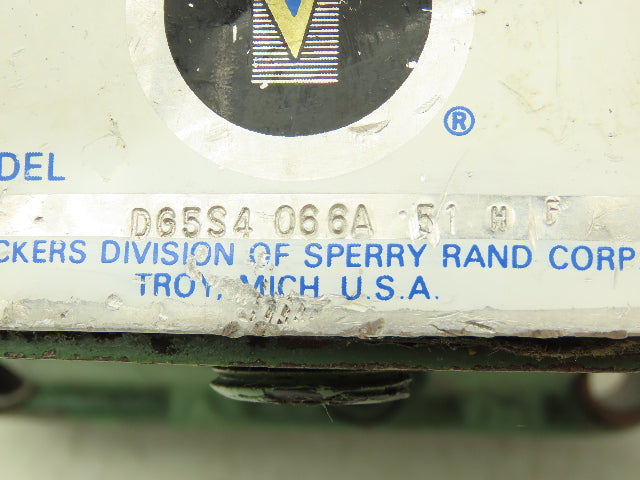 V
®
DEL
DG5S4 066A 51 H F
CKERS DIVISION OF SPERRY RAND CORP.
TROY, MICH U.S.A.